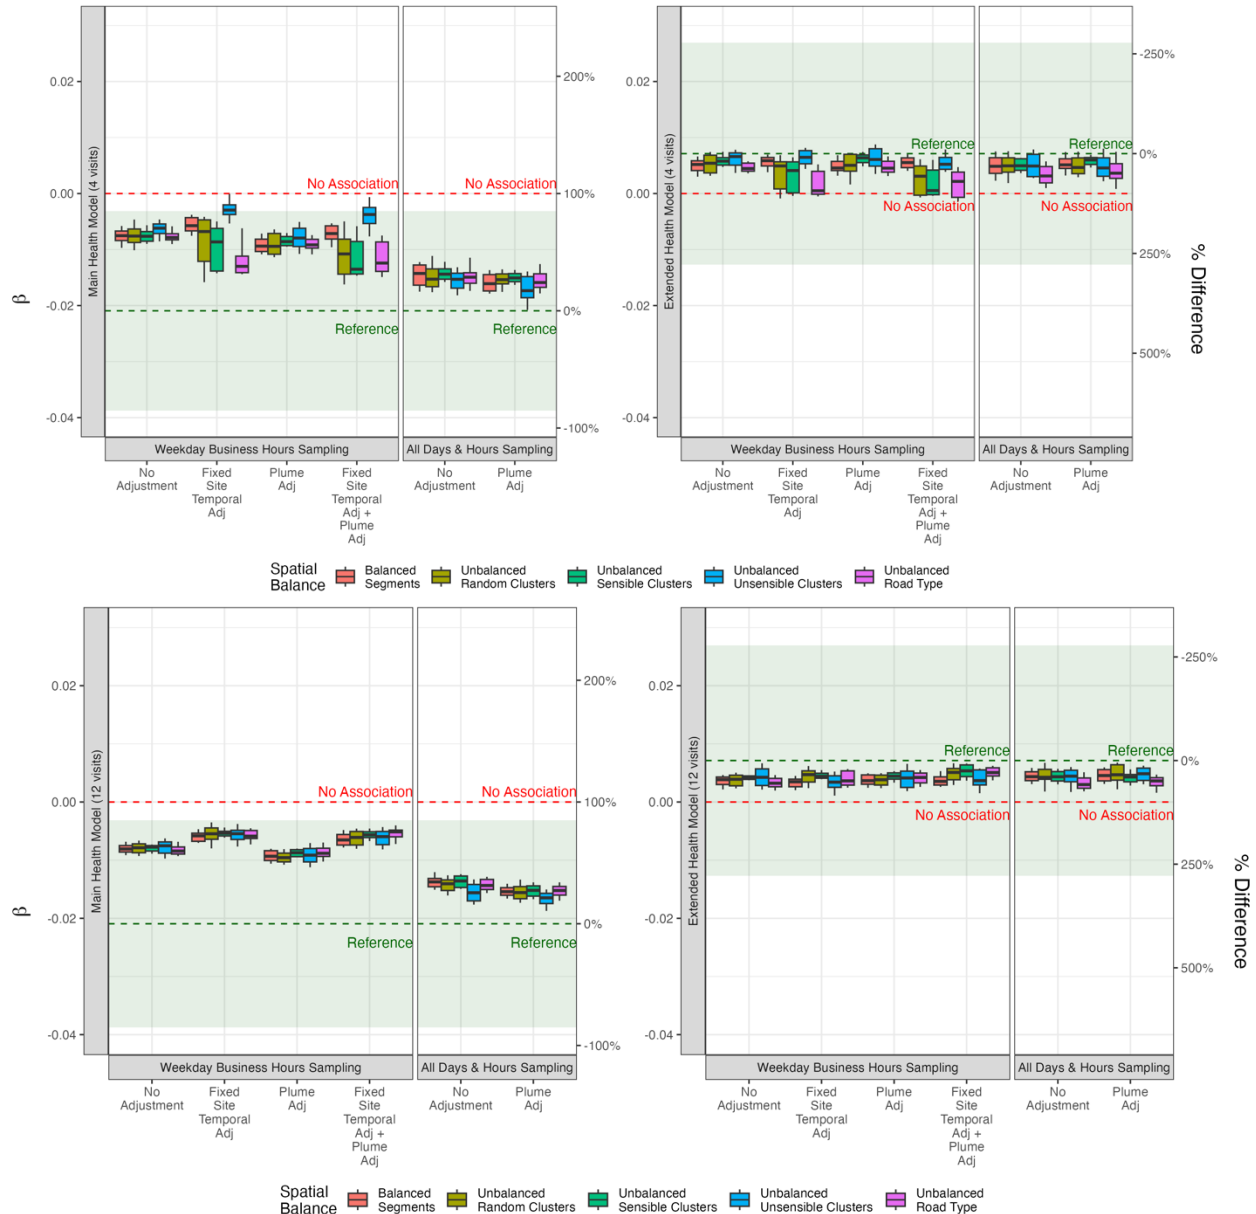 β
Main Health Model (4 visits)
0.02
0.00
-0.02
-0.04
No Association
No Association
Reference
Reference
200%
100%
0%
-100%
Weekday Business Hours Sampling
All Days & Hours Sampling
No
Adjustment
Fixed
Site
Temporal
Adj
Plume
Adj
Fixed
Site
Temporal
Adj +
Plume
Adj
No
Adjustment
Plume
Adj
Extended Health Model (4 visits)
0.02
0.00
-0.02
-0.04
Reference
Reference
No Association
No Association
-250%
0%
250%
500%
% Difference
Weekday Business Hours Sampling
All Days & Hours Sampling
No
Adjustment
Fixed
Site
Temporal
Adj
Plume
Adj
Fixed
Site
Temporal
Adj +
Plume
Adj
No
Adjustment
Plume
Adj
Spatial
Balance
Balanced
Segments
Unbalanced
Random Clusters
Unbalanced
Sensible Clusters
Unbalanced
Unsensible Clusters
Unbalanced
Road Type
β
Main Health Model (12 visits)
0.02
0.00
-0.02
-0.04
No Association
No Association
Reference
Reference
200%
100%
0%
-100%
Weekday Business Hours Sampling
All Days & Hours Sampling
No
Adjustment
Fixed
Site
Temporal
Adj
Plume
Adj
Fixed
Site
Temporal
Adj +
Plume
Adj
No
Adjustment
Plume
Adj
Extended Health Model (12 visits)
0.02
0.00
-0.02
-0.04
Reference
Reference
No Association
No Association
-250%
0%
250%
500%
% Difference
Weekday Business Hours Sampling
All Days & Hours Sampling
No
Adjustment
Fixed
Site
Temporal
Adj
Plume
Adj
Fixed
Site
Temporal
Adj +
Plume
Adj
No
Adjustment
Plume
Adj
Spatial
Balance
Balanced
Segments
Unbalanced
Random Clusters
Unbalanced
Sensible Clusters
Unbalanced
Unsensible Clusters
Unbalanced
Road Type